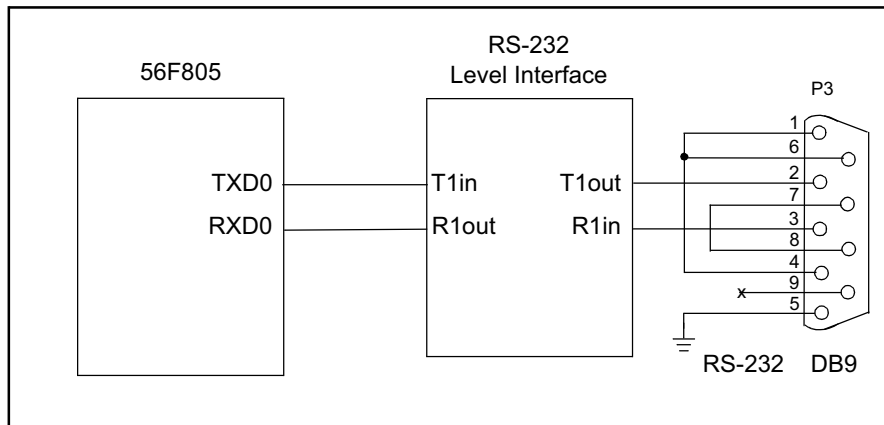 56F805
RS-232
Level Interface
P3
TXD0
RXD0
T1in
R1out
T1out
R1in
1
6
2
7
3
8
4
9
x
5
RS-232 DB9